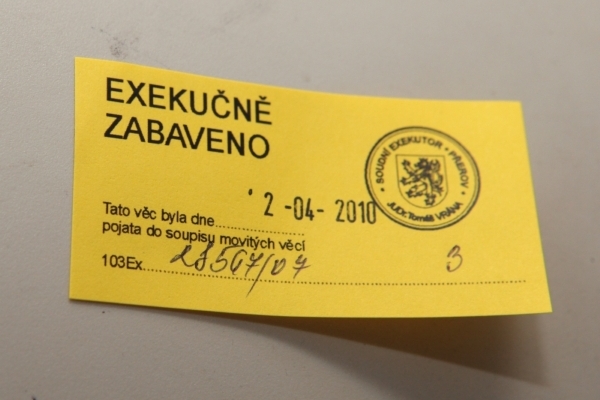 EXEKUČNĚ
ZABAVENO
Tato věc byla dne 2 -04- 2010
pojata do soupisu movitých věcí
103Ex 28567/07 3
SOUDNÍ EXEKUTOR • PŘEROV •
JUDr. Tomáš VRÁNA